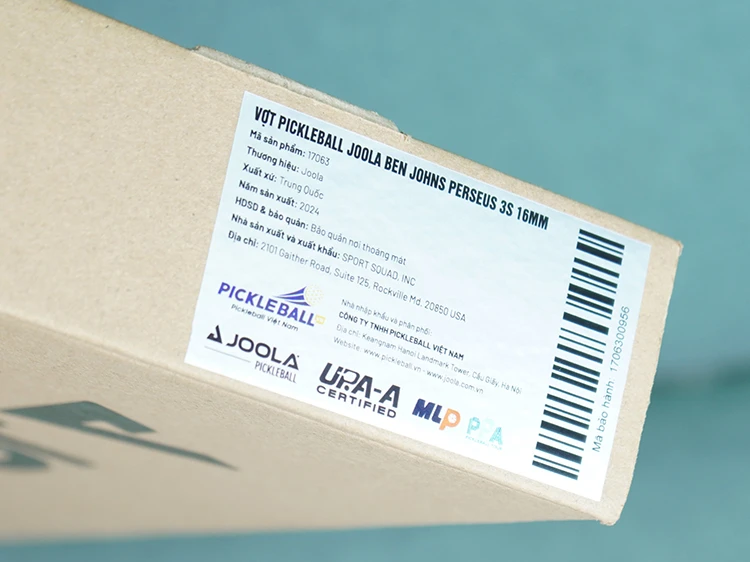 VỢT PICKLEBALL JOOLA BEN JOHNS PERSEUS 3S 16MM
Mã sản phẩm: 17063
Thương hiệu: Joola
Xuất xứ: Trung Quốc
Năm sản xuất: 2024
HDSD & bảo quản: Bảo quản nơi thoáng mát
Nhà sản xuất và xuất khẩu: SPORT SQUAD, INC
Địa chỉ: 2101 Gaither Road, Suite 125, Rockville Md, 20850 USA
PICKLEBALL
Pickleball Việt Nam
Nhà nhập khẩu và phân phối:
CÔNG TY TNHH PICKLEBALL VIỆT NAM
Địa chỉ: Keangnam Hanoi Landmark Tower, Cầu Giấy, Hà Nội
Website: www.pickleball.vn - www.joola.com.vn
JOOLA
PICKLEBALL
UPA-A
CERTIFIED
MLP
Mã bảo hành: 1706300956